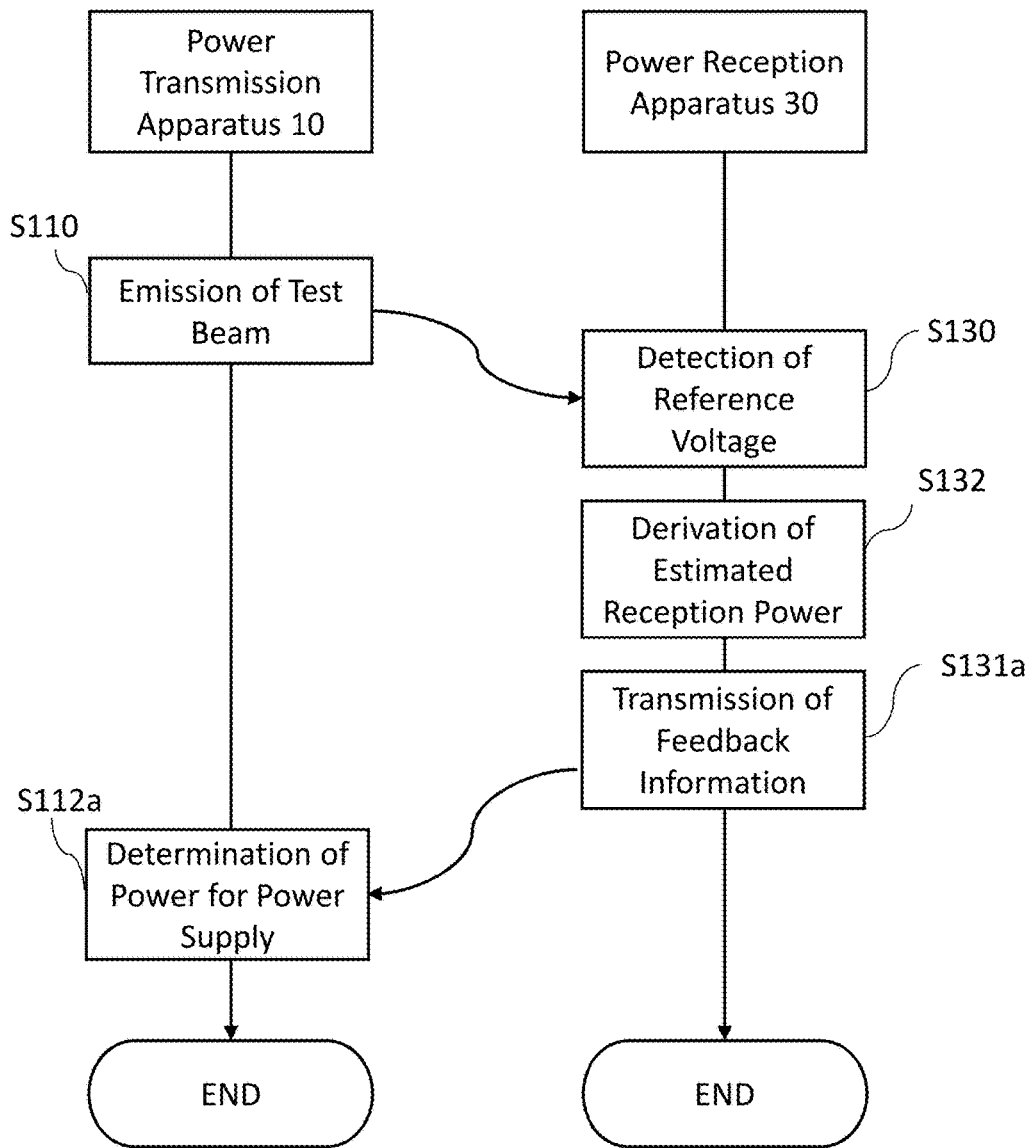 Power
Transmission
Apparatus 10
Power Reception
Apparatus 30
S110
Emission of Test
Beam
S130
Detection of
Reference
Voltage
S132
Derivation of
Estimated
Reception Power
S131a
Transmission of
Feedback
Information
S112a
Determination of
Power for Power
Supply
END
END